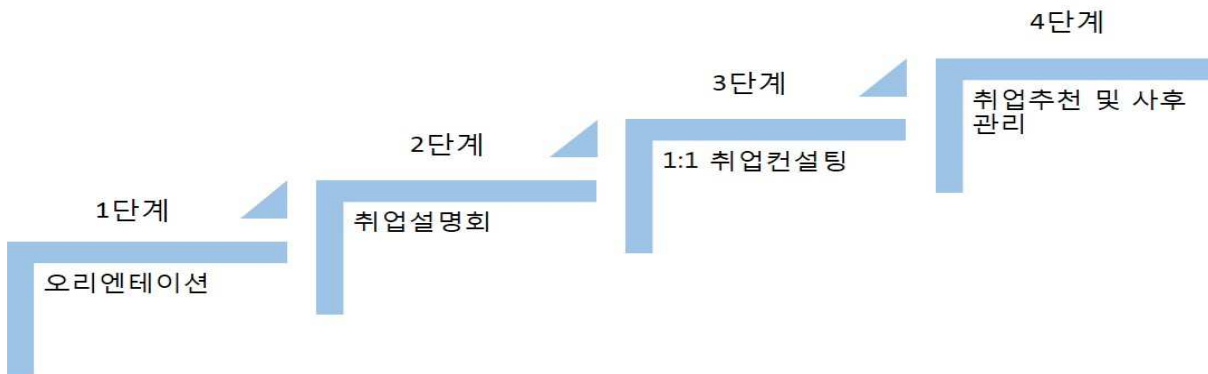 1단계
오리엔테이션
2단계
취업설명회
3단계
1:1 취업컨설팅
4단계
취업추천 및 사후
관리